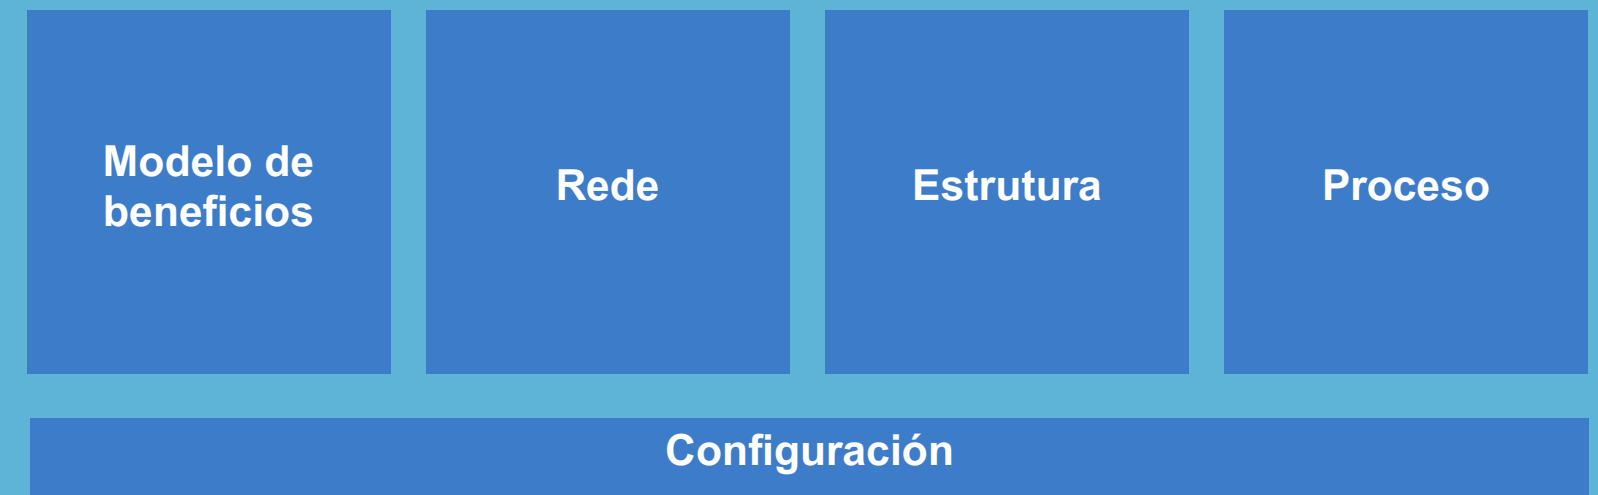 Modelo de
beneficios
Rede
Estrutura
Proceso
Configuración